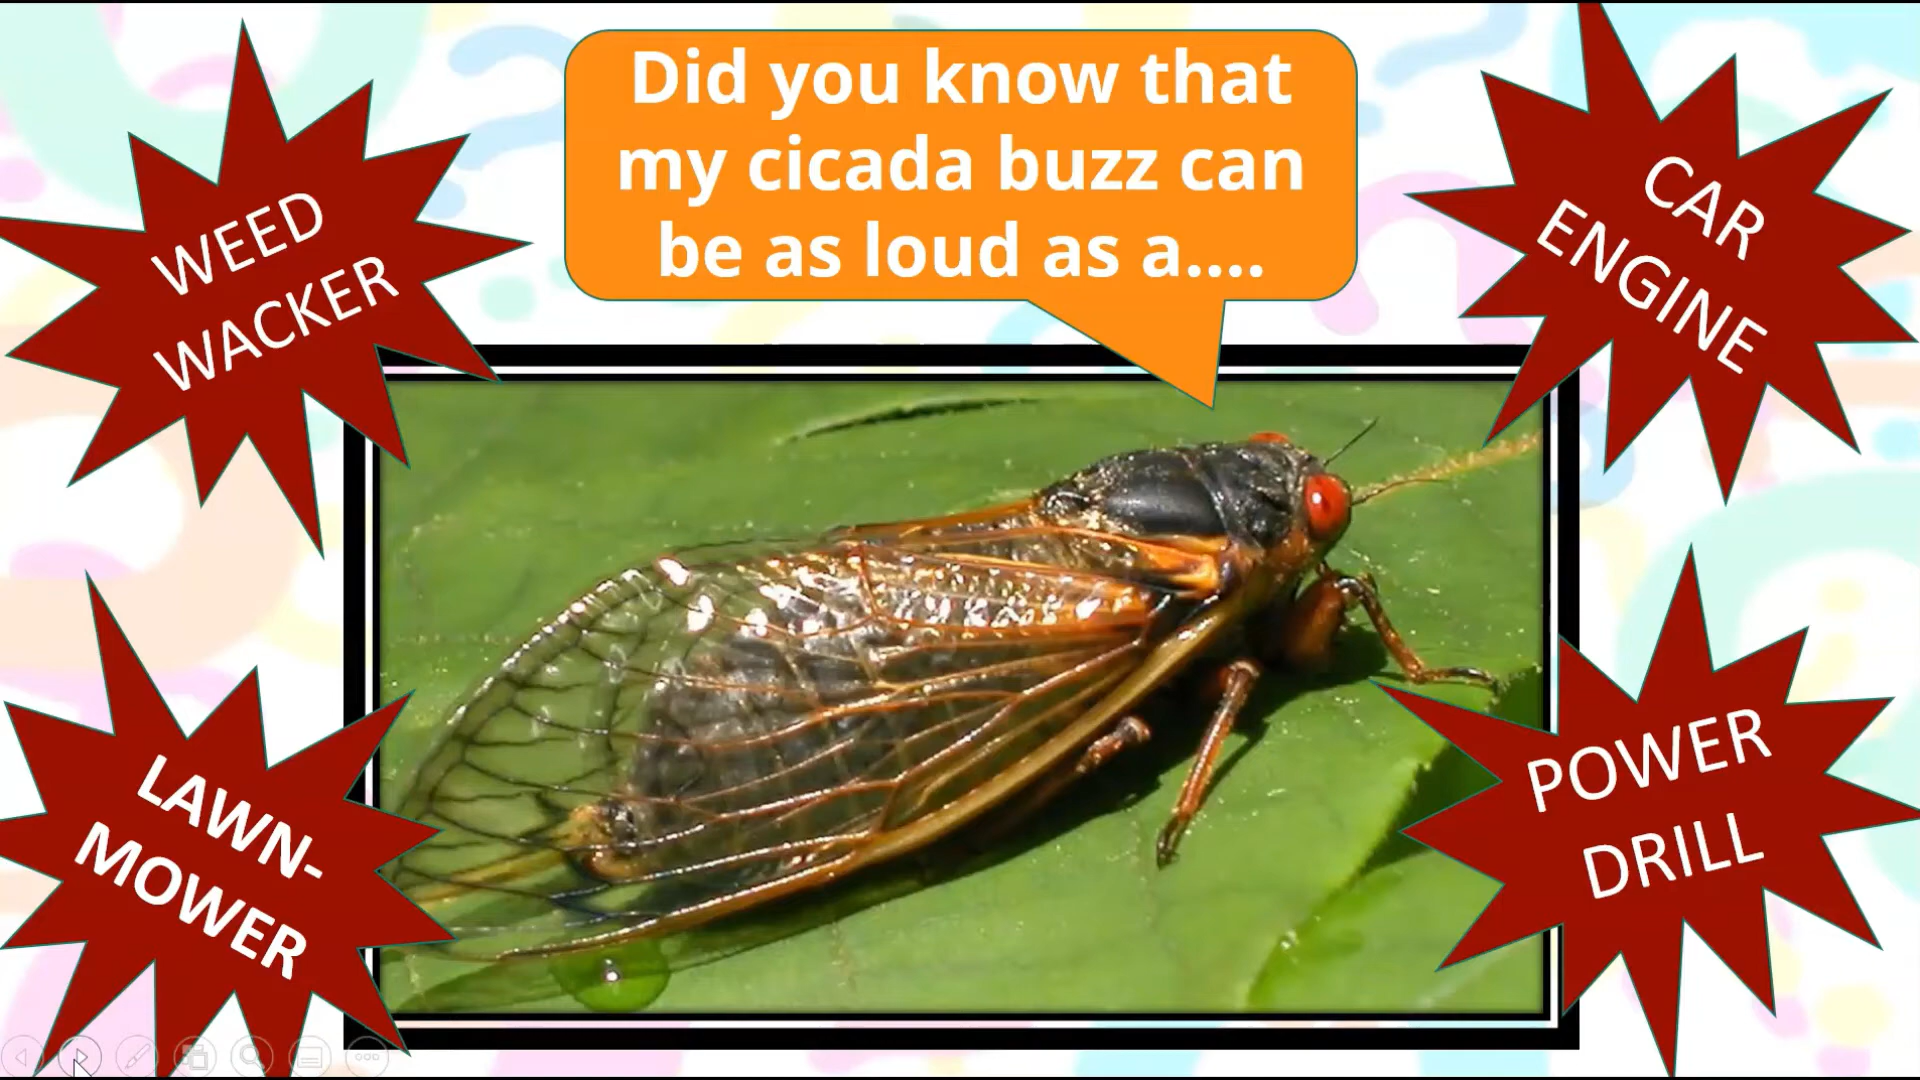 Did you know that
my cicada buzz can
be as loud as a....
WEED
WACKER
CAR
ENGINE
LAWN-
MOWER
POWER
DRILL